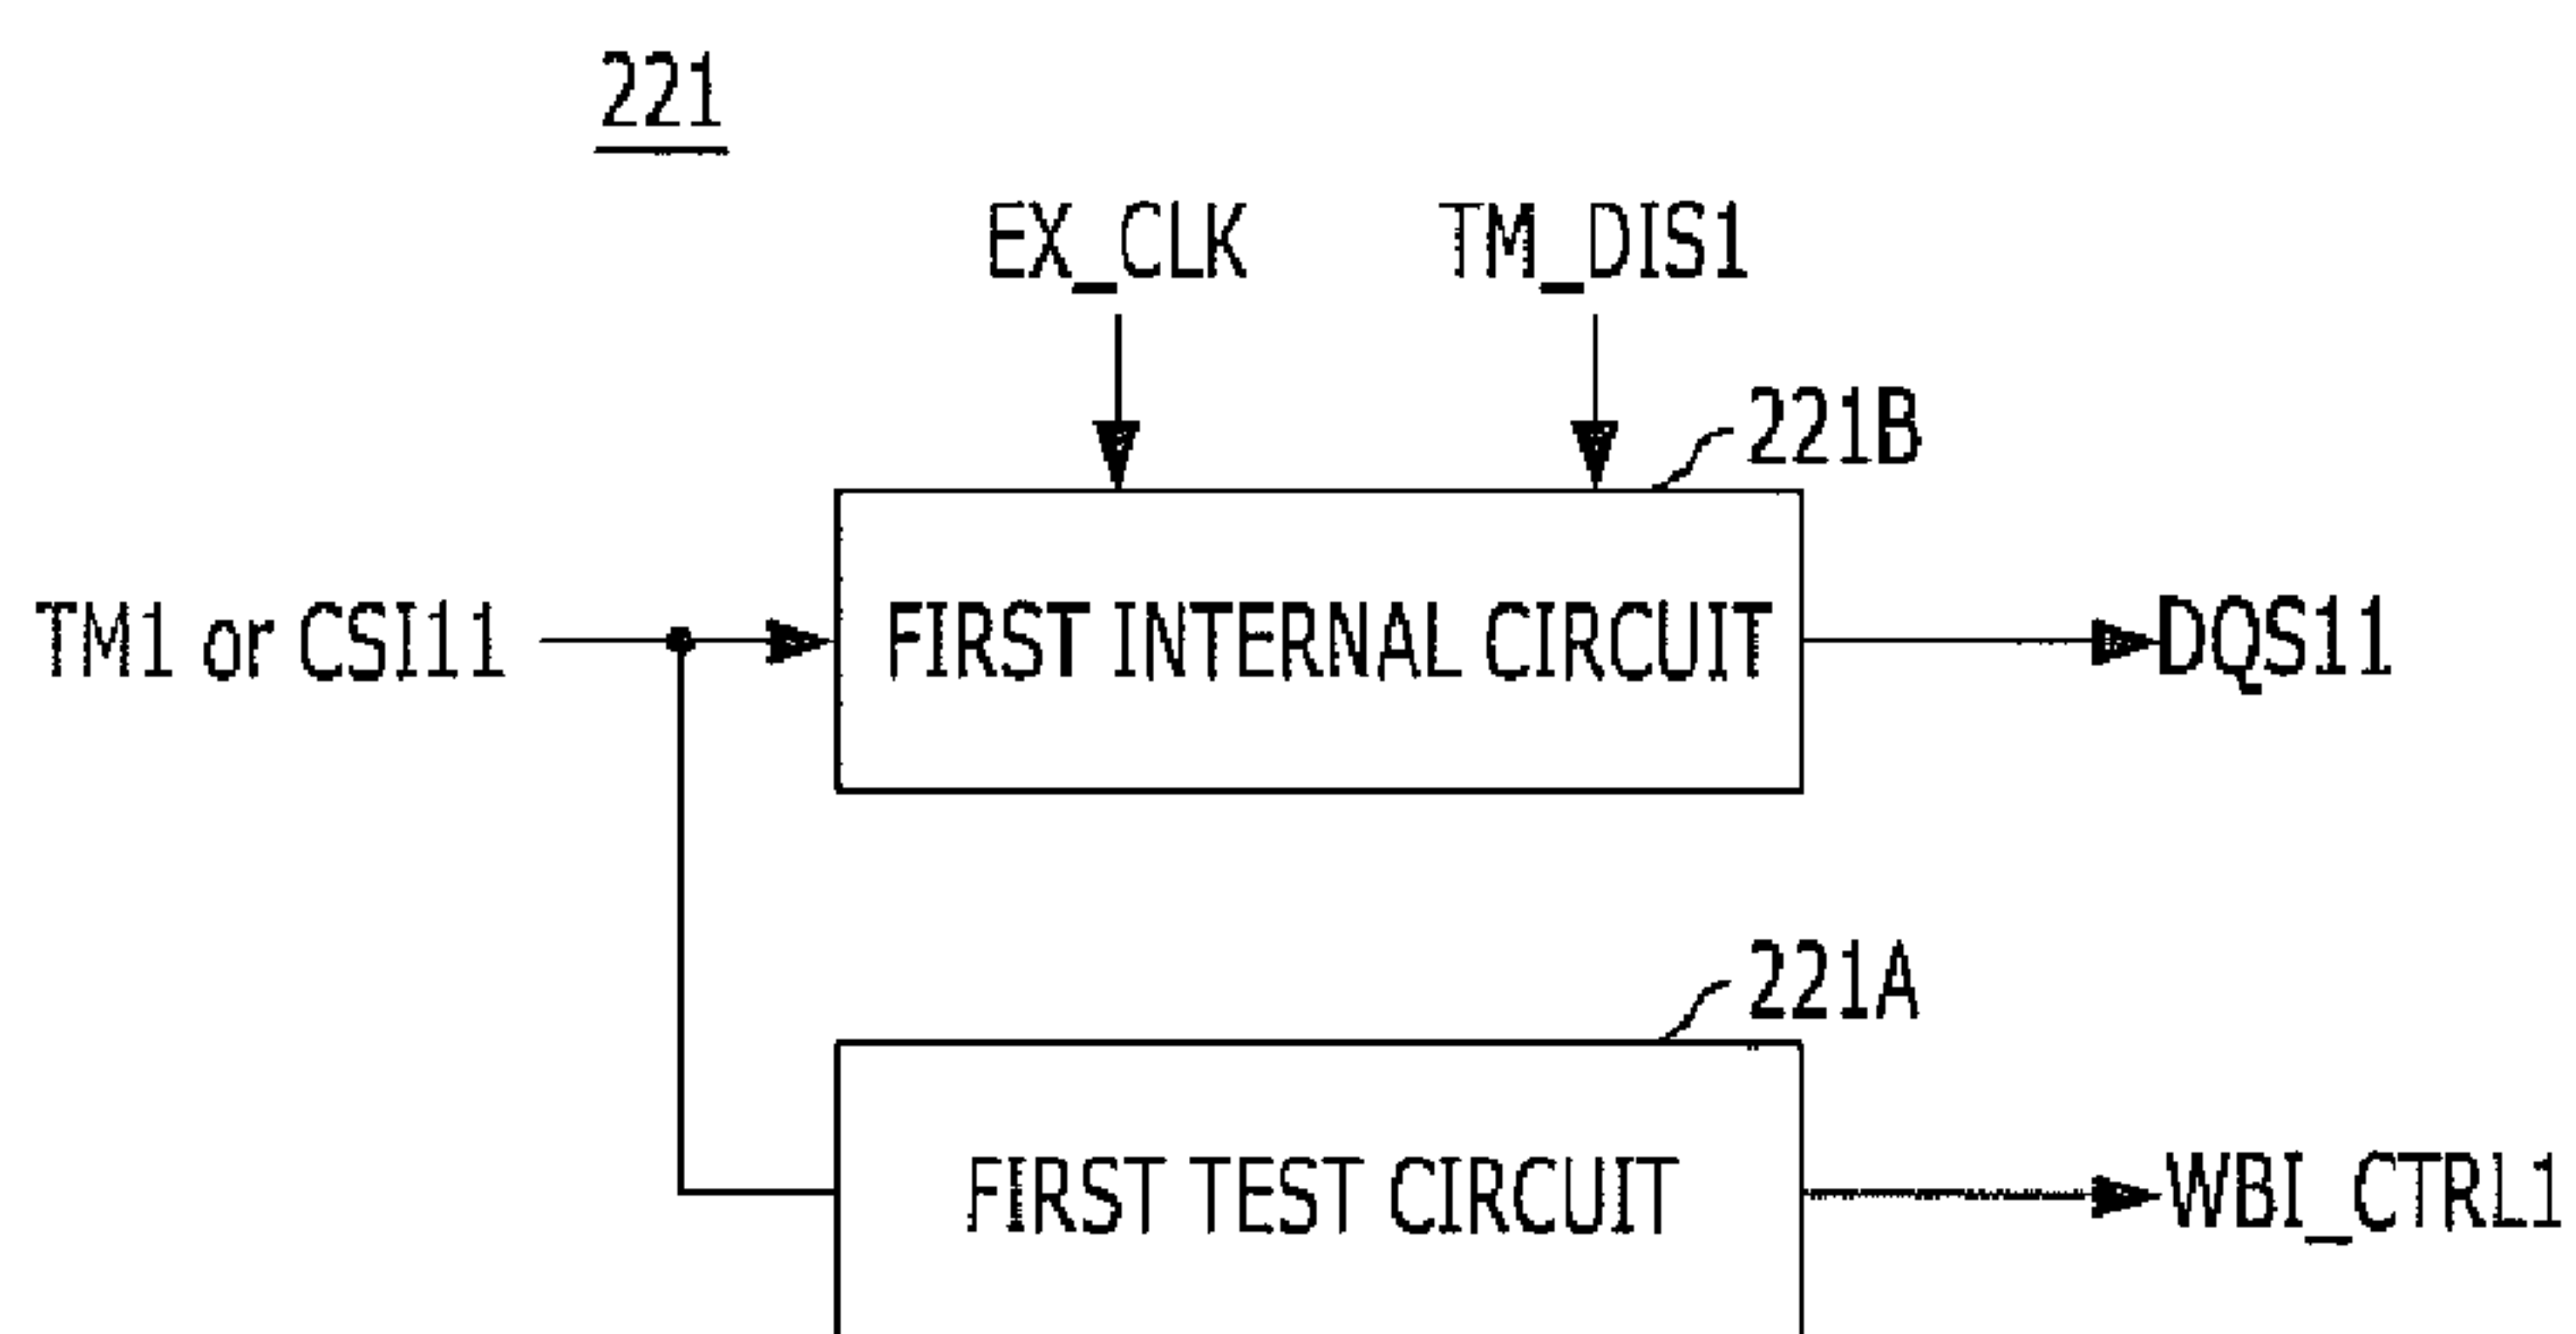 221
EX_CLK TM_DIS1
221B
TM1 or CSI11 FIRST INTERNAL CIRCUIT DQS11
221A
FIRST TEST CIRCUIT WBI_CTRL1